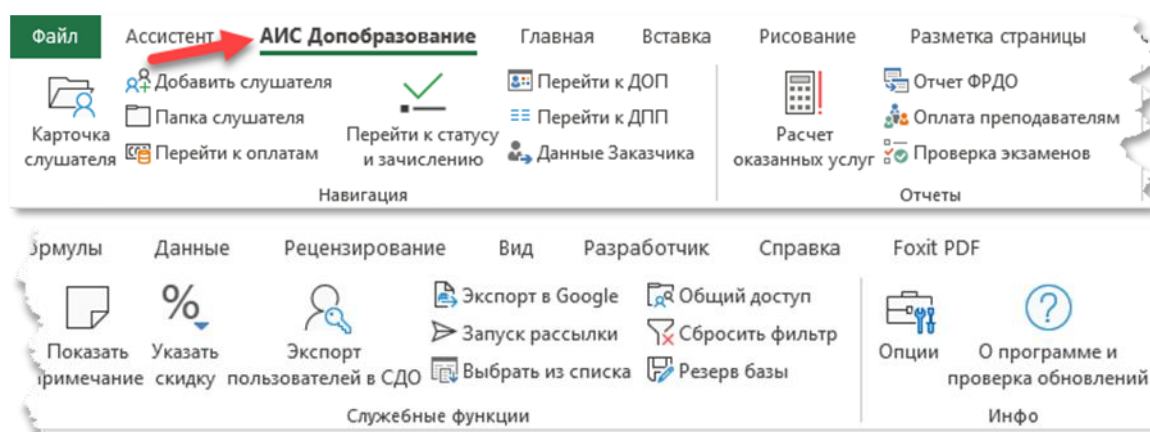 Файл Ассистент АИС Допобразование Главная Вставка Рисование Разметка страницы
Карточка слушателя
Добавить слушателя
Папка слушателя
Перейти к оплатам
Перейти к статусу
и зачислению
Перейти к ДОП
Перейти к ДПП
Данные Заказчика
Навигация
Расчет
оказанных услуг
Отчет ФРДО
Оплата преподавателям
Проверка экзаменов
Отчеты
рмулы Данные Рецензирование Вид Разработчик Справка Foxit PDF
Показать
римечание
Указать
скидку
Экспорт
пользователей в СДО
Экспорт в Google
Запуск рассылки
Выбрать из списка
Общий доступ
Сбросить фильтр
Резерв базы
Служебные функции
Опции
О программе и
проверка обновлений
Инфо